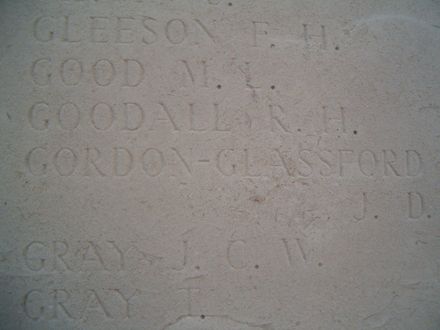 GLEESON F. H.
GOOD M. L.
GOODALL R. H.
GORDON-GLASSFORD
J. D.
GRAY J. C. W.
GRAY T.